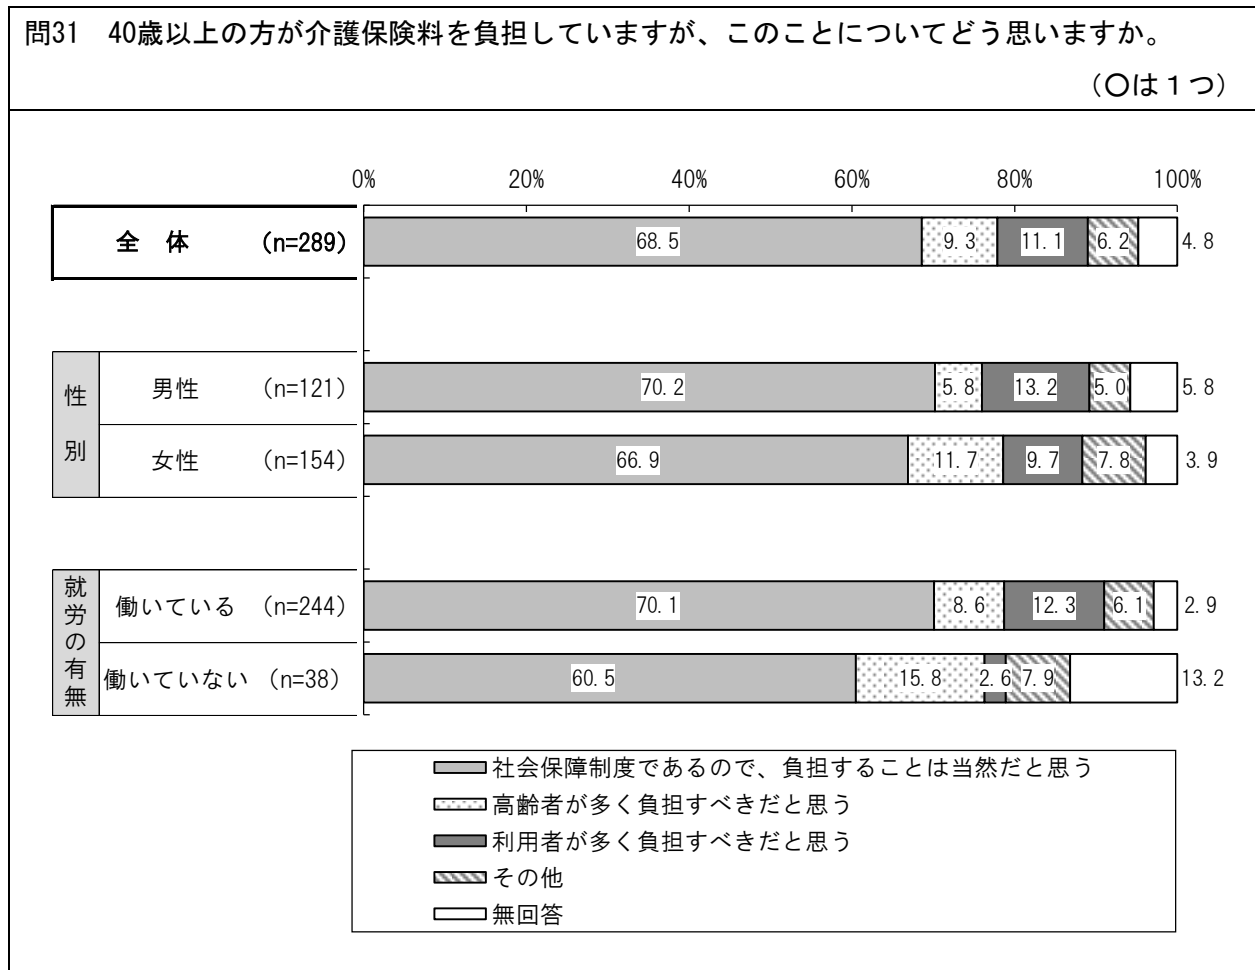 問31　40歳以上の方が介護保険料を負担していますが、このことについてどう思いますか。
（〇は１つ）
0% 20% 40% 60% 80% 100%
全　体　(n=289) 68.5 9.3 11.1 6.2 4.8
性別
男性　(n=121) 70.2 5.8 13.2 5.0 5.8
女性　(n=154) 66.9 11.7 9.7 7.8 3.9
就労の有無
働いている　(n=244) 70.1 8.6 12.3 6.1 2.9
働いていない　(n=38) 60.5 15.8 2.6 7.9 13.2
社会保障制度であるので、負担することは当然だと思う
高齢者が多く負担すべきだと思う
利用者が多く負担すべきだと思う
その他
無回答